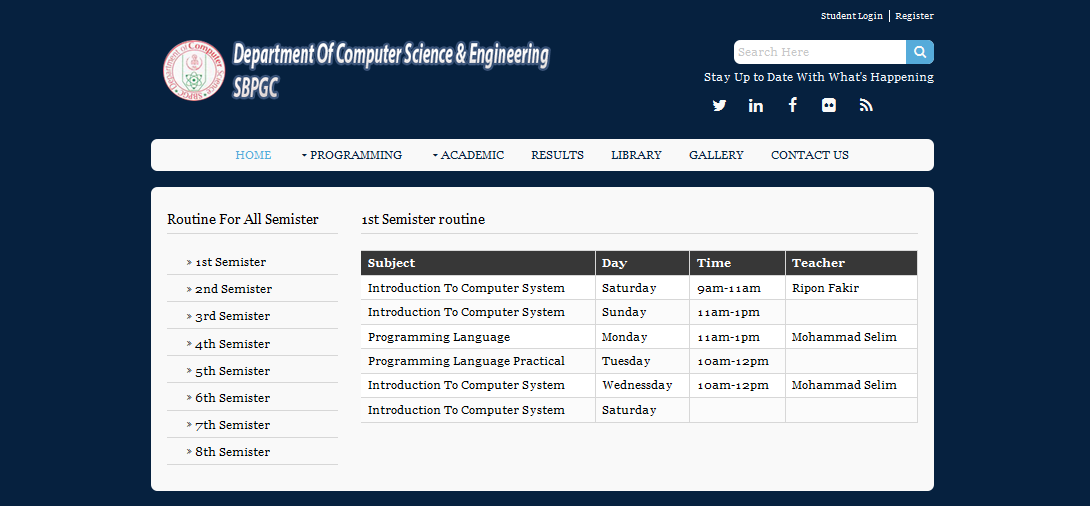 Student Login | Register
Department Of Computer Science & Engineering
SBPGC
Search Here
Stay Up to Date With What's Happening
HOME PROGRAMMING ACADEMIC RESULTS LIBRARY GALLERY CONTACT US
Routine For All Semister
» 1st Semister
» 2nd Semister
» 3rd Semister
» 4th Semister
» 5th Semister
» 6th Semister
» 7th Semister
» 8th Semister
1st Semister routine
Subject Day Time Teacher
Introduction To Computer System Saturday 9am-11am Ripon Fakir
Introduction To Computer System Sunday 11am-1pm
Programming Language Monday 11am-1pm Mohammad Selim
Programming Language Practical Tuesday 10am-12pm
Introduction To Computer System Wednessday 10am-12pm Mohammad Selim
Introduction To Computer System Saturday